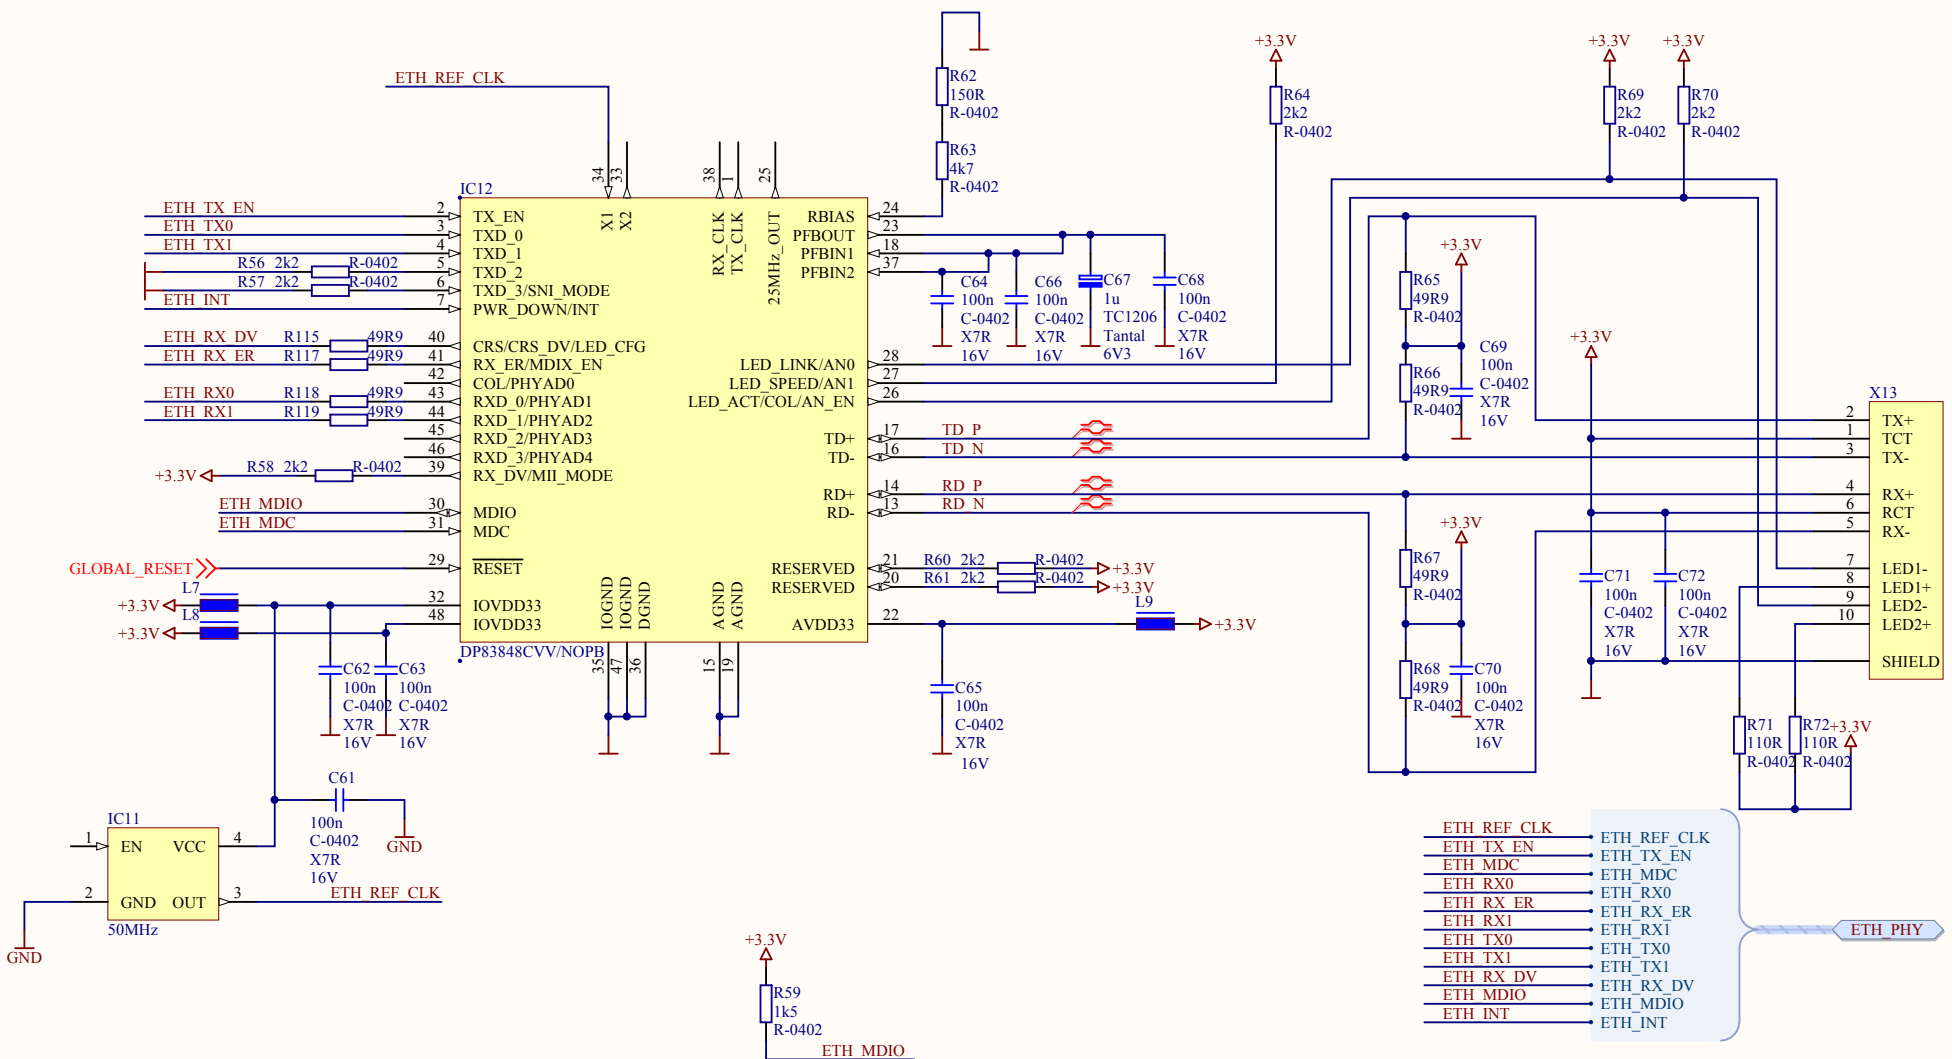 ETH_REF_CLK
R62
150R
R-0402
R63
4k7
R-0402
+3.3V
R64
2k2
R-0402
+3.3V
R69
2k2
R-0402
+3.3V
R70
2k2
R-0402
IC12
34
33
38
1
25
X1
X2
RX_CLK
TX_CLK
25MHz_OUT
ETH_TX_EN 2 TX_EN
ETH_TX0 3 TXD_0
ETH_TX1 4 TXD_1
R56 2k2 R-0402 5 TXD_2
R57 2k2 R-0402 6 TXD_3/SNI_MODE
ETH_INT 7 PWR_DOWN/INT
ETH_RX_DV R115 49R9 40 CRS/CRS_DV/LED_CFG
ETH_RX_ER R117 49R9 41 RX_ER/MDIX_EN
42 COL/PHYAD0
ETH_RX0 R118 49R9 43 RXD_0/PHYAD1
ETH_RX1 R119 49R9 44 RXD_1/PHYAD2
45 RXD_2/PHYAD3
46 RXD_3/PHYAD4
+3.3V R58 2k2 R-0402 39 RX_DV/MII_MODE
ETH_MDIO 30 MDIO
ETH_MDC 31 MDC
GLOBAL_RESET 29 RESET
L7
+3.3V 32 IOVDD33
L8
+3.3V 48 IOVDD33
RBIAS 24
PFBOUT 23
PFBIN1 18
PFBIN2 37
LED_LINK/AN0 28
LED_SPEED/AN1 27
LED_ACT/COL/AN_EN 26
TD+ 17 TD_P
TD- 16 TD_N
RD+ 14 RD_P
RD- 13 RD_N
RESERVED 21 R60 2k2 R-0402 +3.3V
RESERVED 20 R61 2k2 R-0402 +3.3V
AVDD33 22 L9 +3.3V
IOGND
IOGND
DGND
AGND
AGND
35
47
36
15
19
DP83848CVV/NOPB
C64
100n
C-0402
X7R
16V
C66
100n
C-0402
X7R
16V
C67
1u
TC1206
Tantal
6V3
C68
100n
C-0402
X7R
16V
R65
49R9
R-0402
+3.3V
R66
49R9
R-0402
C69
100n
C-0402
X7R
16V
R67
49R9
R-0402
+3.3V
R68
49R9
R-0402
C70
100n
C-0402
X7R
16V
+3.3V
C71
100n
C-0402
X7R
16V
C72
100n
C-0402
X7R
16V
X13
2 TX+
1 TCT
3 TX-
4 RX+
6 RCT
5 RX-
7 LED1-
8 LED1+
9 LED2-
10 LED2+
SHIELD
R71
110R
R-0402
R72
110R
R-0402
+3.3V
C62
100n
C-0402
X7R
16V
C63
100n
C-0402
X7R
16V
C65
100n
C-0402
X7R
16V
C61
100n
C-0402
X7R
16V
GND
IC11
1 EN VCC 4
2 GND OUT 3 ETH_REF_CLK
50MHz
GND
+3.3V
R59
1k5
R-0402
ETH_MDIO
ETH_REF_CLK ETH_REF_CLK
ETH_TX_EN ETH_TX_EN
ETH_MDC ETH_MDC
ETH_RX0 ETH_RX0
ETH_RX_ER ETH_RX_ER
ETH_RX1 ETH_RX1
ETH_TX0 ETH_TX0
ETH_TX1 ETH_TX1
ETH_RX_DV ETH_RX_DV
ETH_MDIO ETH_MDIO
ETH_INT ETH_INT
ETH_PHY